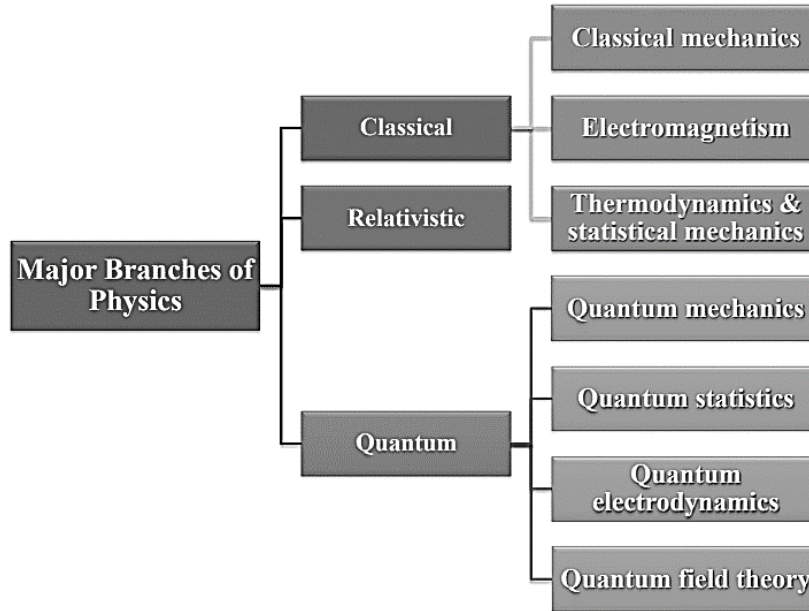 Major Branches of
Physics
Classical
Relativistic
Quantum
Classical mechanics
Electromagnetism
Thermodynamics &
statistical mechanics
Quantum mechanics
Quantum statistics
Quantum
electrodynamics
Quantum field theory